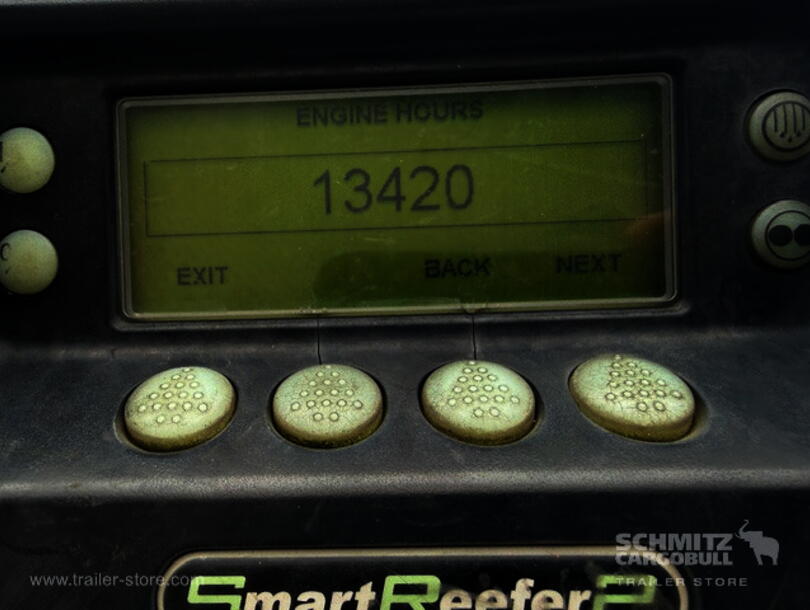 ENGINE HOURS
13420
EXIT BACK NEXT
SCHMITZ
CARGOBULL
TRAILER STORE
www.trailer-store.com
SmartReefer2